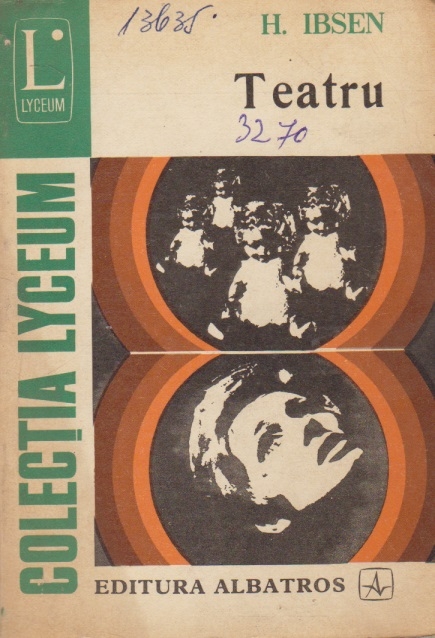 13635.
H. IBSEN
L
LYCEUM
Teatru
3270
COLECȚIA LYCEUM
EDITURA ALBATROS